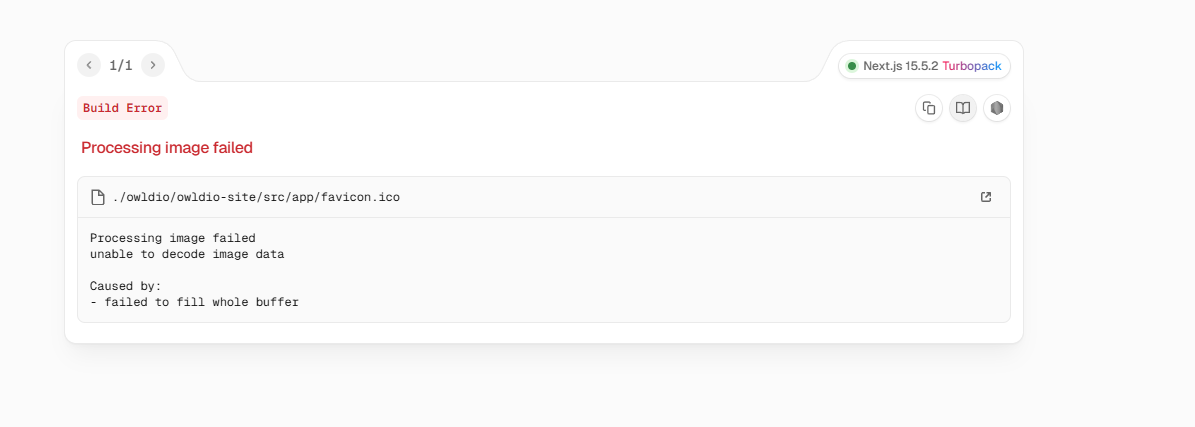 1/1
Next.js 15.5.2 Turbopack
Build Error
Processing image failed
./owldio/owldio-site/src/app/favicon.ico
Processing image failed
unable to decode image data
Caused by:
- failed to fill whole buffer